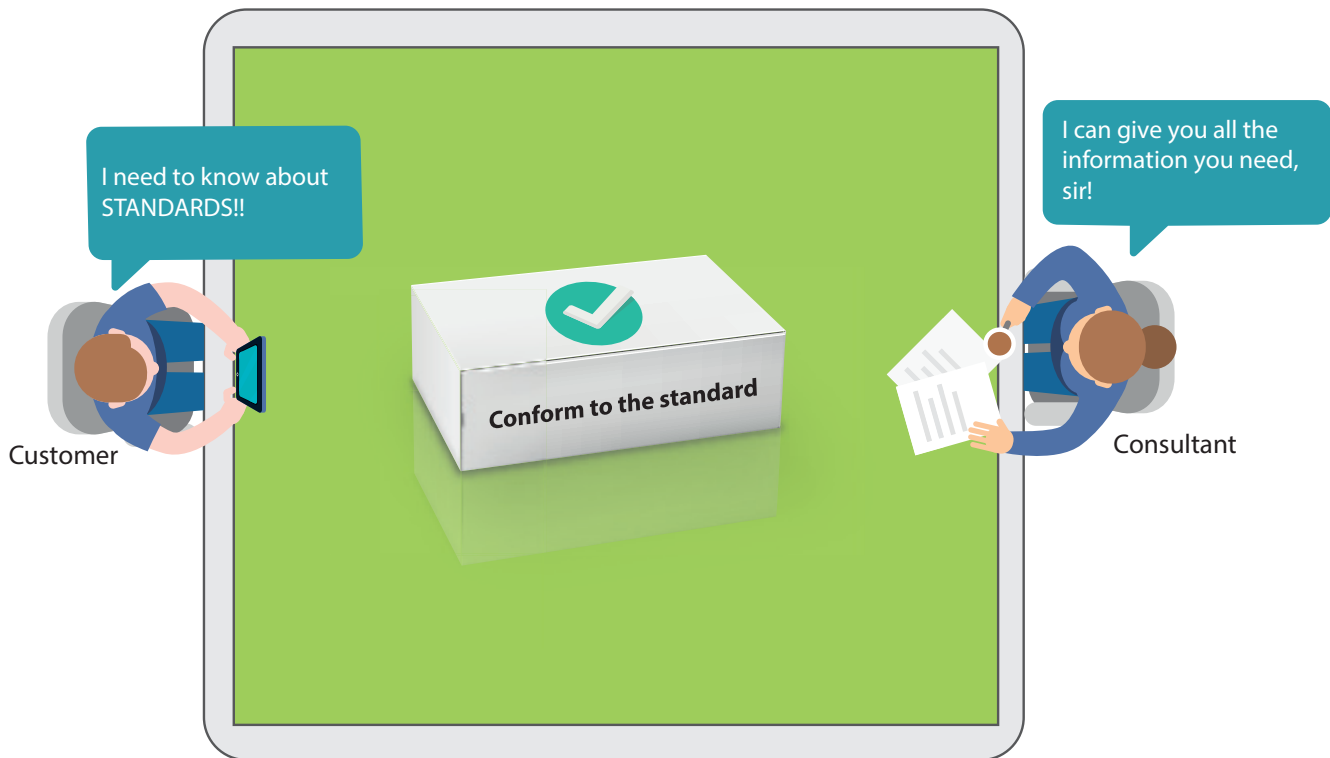 I need to know about
STANDARDS!!
I can give you all the
information you need,
sir!
Conform to the standard
Customer
Consultant